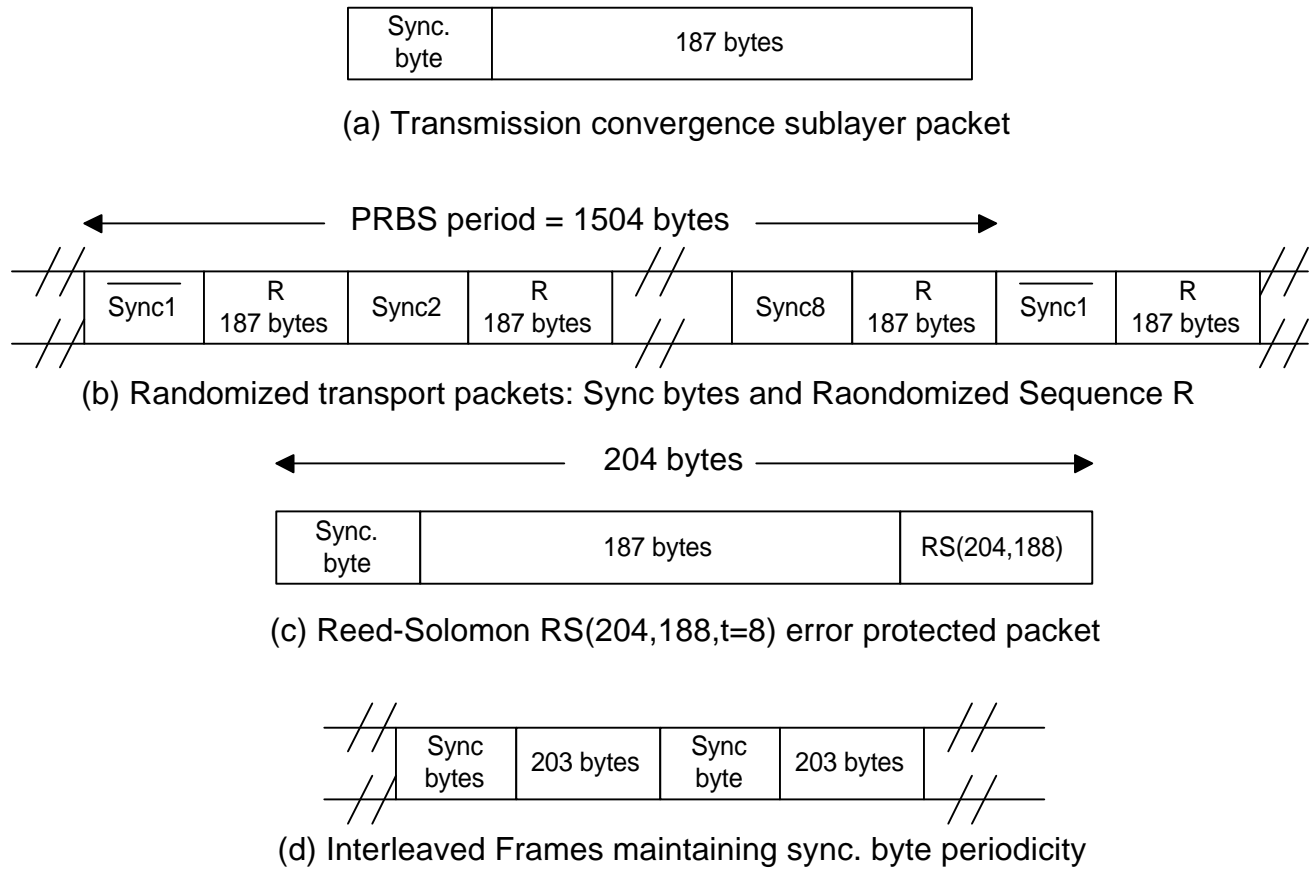 Sync.
byte
187 bytes
(a) Transmission convergence sublayer packet
PRBS period = 1504 bytes
Sync1
R
187 bytes
Sync2
R
187 bytes
Sync8
R
187 bytes
Sync1
R
187 bytes
(b) Randomized transport packets: Sync bytes and Raondomized Sequence R
204 bytes
Sync.
byte
187 bytes
RS(204,188)
(c) Reed-Solomon RS(204,188,t=8) error protected packet
Sync
bytes
203 bytes
Sync
byte
203 bytes
(d) Interleaved Frames maintaining sync. byte periodicity